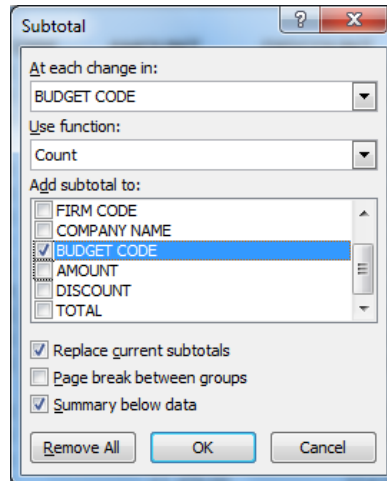 Subtotal
At each change in:
BUDGET CODE
Use function:
Count
Add subtotal to:
FIRM CODE
COMPANY NAME
BUDGET CODE
AMOUNT
DISCOUNT
TOTAL
Replace current subtotals
Page break between groups
Summary below data
Remove All OK Cancel